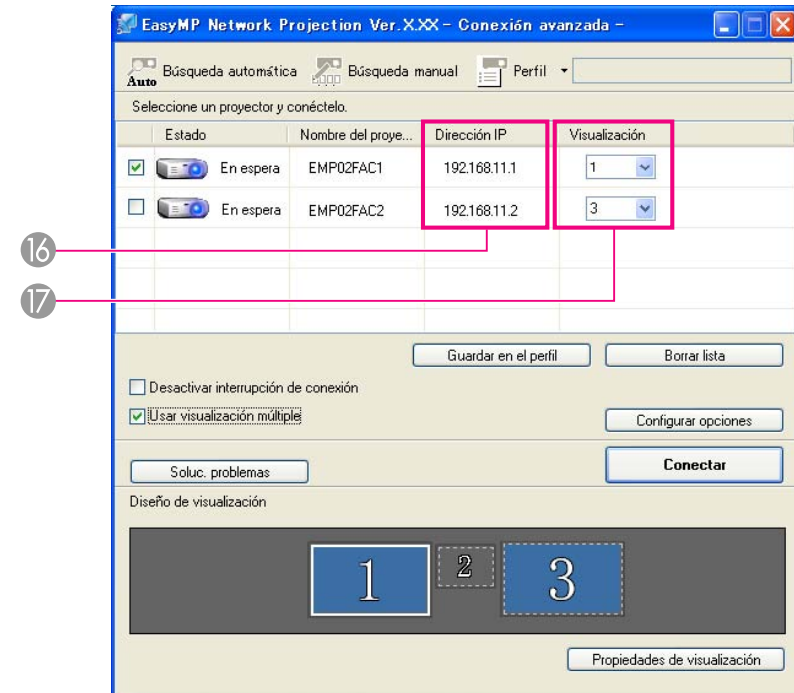 EasyMP Network Projection Ver.X.XX - Conexión avanzada -
Auto Búsqueda automática Búsqueda manual Perfil
Seleccione un proyector y conéctelo.
Estado Nombre del proye... Dirección IP Visualización
En espera EMP02FAC1 192.168.11.1 1
En espera EMP02FAC2 192.168.11.2 3
16
17
Guardar en el perfil Borrar lista
Desactivar interrupción de conexión
Usar visualización múltiple Configurar opciones
Soluc. problemas Conectar
Diseño de visualización
1 2 3
Propiedades de visualización